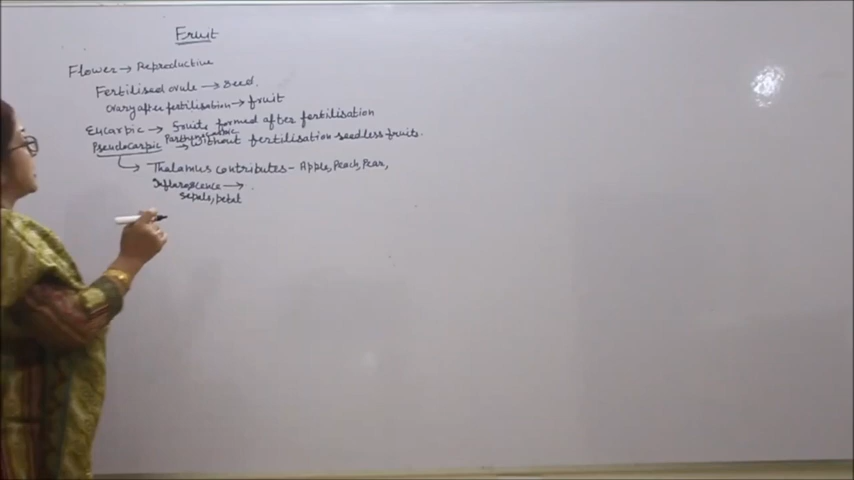 Fruit
Flower → Reproductive
Fertilised ovule → Seed.
Ovary after fertilisation → fruit
Eucarpic → fruits formed after fertilisation
Parthenocarpic
Pseudocarpic → without fertilisation seedless fruits.
→ Thalamus contributes - Apple, Peach, Pear,
Inflorescence →
Sepals, petal